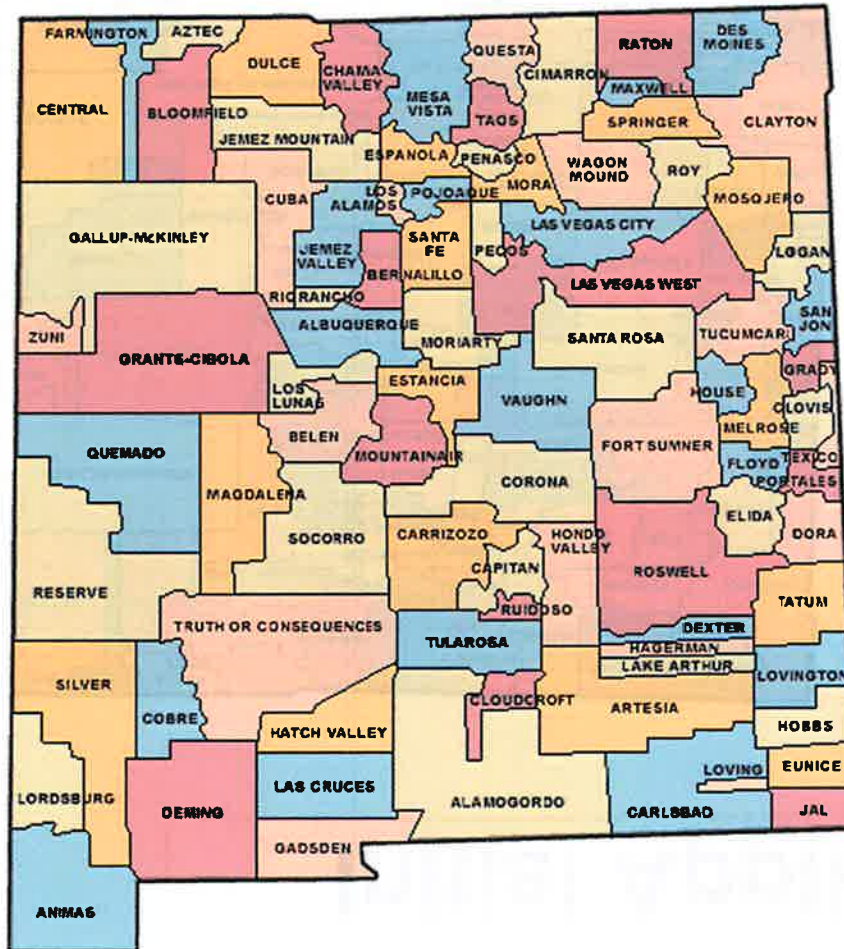 FARMINGTON
AZTEC
DULCE
CHAMA
VALLEY
MESA
VISTA
QUESTA
CIMARRON
RATON
DES
MOINES
CENTRAL
BLOOMFIELD
TAOS
MAXWELL
SPRINGER
CLAYTON
JEMEZ MOUNTAIN
ESPANOLA
PENASCO
MORA
WAGON
MOUND
ROY
MOSQJERO
CUBA
LOS
ALAMOS
POJOAQUE
GALLUP-McKINLEY
JEMEZ
VALLEY
SANTA
FE
PECOS
LAS VEGAS CITY
LOGAN
BERNALILLO
RIO RANCHO
LAS VEGAS WEST
ZUNI
GRANTE-CIBOLA
ALBUQUERQUE
MORIARTY
SANTA ROSA
TUCUMCARI
SAN
JON
LOS
LUNAS
ESTANCIA
VAUGHN
HOUSE
GRADY
CLOVIS
MELROSE
BELEN
QUEMADO
MOUNTAINAIR
FORT SUMNER
FLOYD
TEXICO
PORTALES
MAGDALENA
CORONA
ELIDA
SOCORRO
CARRIZOZO
HONDO
VALLEY
DORA
CAPITAN
ROSWELL
RESERVE
RUIDOSO
TATUM
TRUTH OR CONSEQUENCES
TULAROSA
DEXTER
HAGERMAN
LAKE ARTHUR
LOVINGTON
SILVER
COBRE
CLOUDCROFT
ARTESIA
HATCH VALLEY
HOBBS
LORDSBURG
DEMING
LAS CRUCES
ALAMOGORDO
LOVING
CARLSBAD
EUNICE
JAL
GADSDEN
ANIMAS